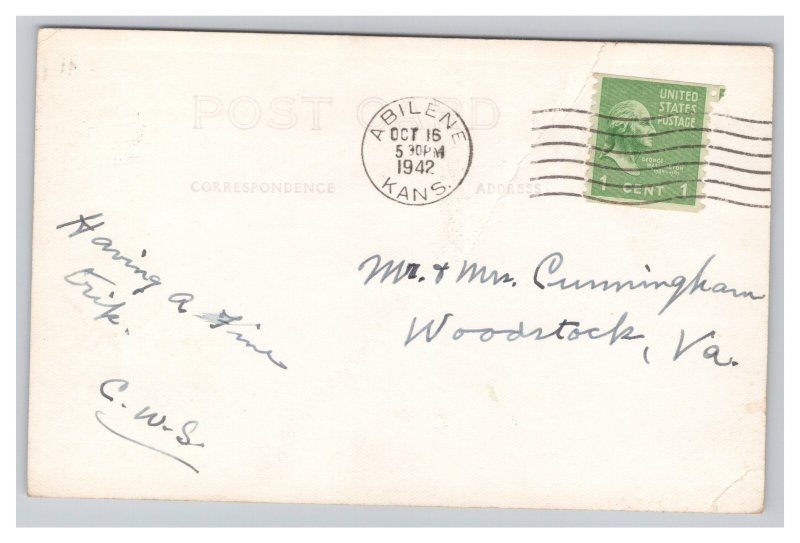 POST CARD
ABILENE
OCT 16
5 30 PM
1942
KANS.
UNITED
STATES
POSTAGE
GEORGE
WASHINGTON
1 CENT 1
CORRESPONDENCE
ADDRESS
Having A Fine
Trip.
C.W.S.
Mr. + Mrs. Cunningham
Woodstock, Va.